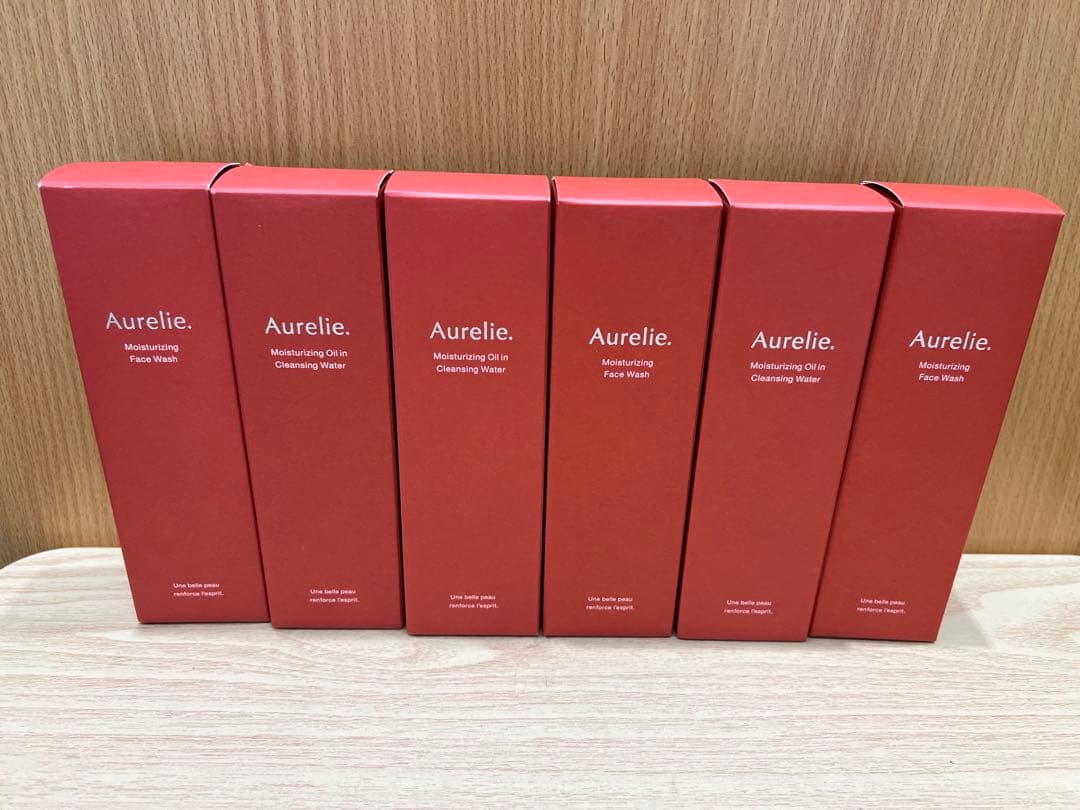 Aurelie.
Moisturizing
Face Wash
Une belle peau
renforce l'esprit.
Aurelie.
Moisturizing Oil in
Cleansing Water
Une belle peau
renforce l'esprit.
Aurelie.
Moisturizing Oil in
Cleansing Water
Une belle peau
renforce l'esprit.
Aurelie.
Moisturizing
Face Wash
Une belle peau
renforce l'esprit.
Aurelie.
Moisturizing Oil in
Cleansing Water
Une belle peau
renforce l'esprit.
Aurelie.
Moisturizing
Face Wash
Une belle peau
renforce l'esprit.